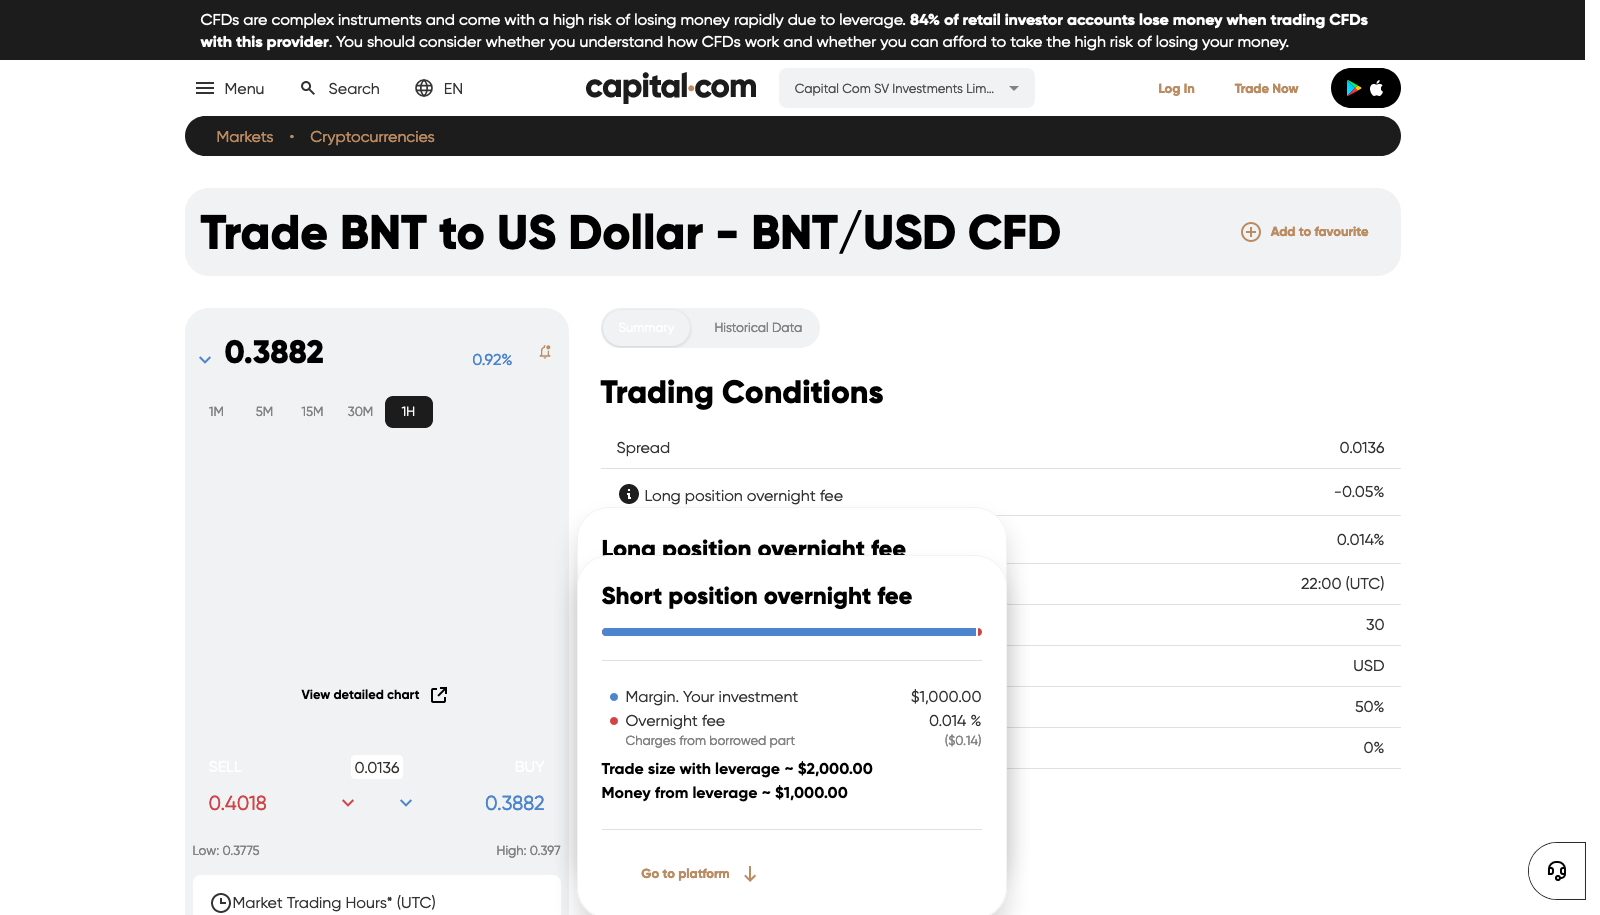 CFDs are complex instruments and come with a high risk of losing money rapidly due to leverage. 84% of retail investor accounts lose money when trading CFDs
with this provider. You should consider whether you understand how CFDs work and whether you can afford to take the high risk of losing your money.
Menu
Search
EN
capital.com
Capital Com SV Investments Lim...
Log In
Trade Now
Markets • Cryptocurrencies
Trade BNT to US Dollar - BNT/USD CFD
Add to favourite
0.3882
0.92%
1M 5M 15M 30M 1H
View detailed chart
SELL
0.0136
BUY
0.4018
0.3882
Low: 0.3775
High: 0.397
Market Trading Hours* (UTC)
Summary
Historical Data
Trading Conditions
Spread 0.0136
Long position overnight fee -0.05%
0.014%
22:00 (UTC)
30
USD
50%
0%
Long position overnight fee
Short position overnight fee
Margin. Your investment $1,000.00
Overnight fee 0.014 %
Charges from borrowed part ($0.14)
Trade size with leverage ~ $2,000.00
Money from leverage ~ $1,000.00
Go to platform